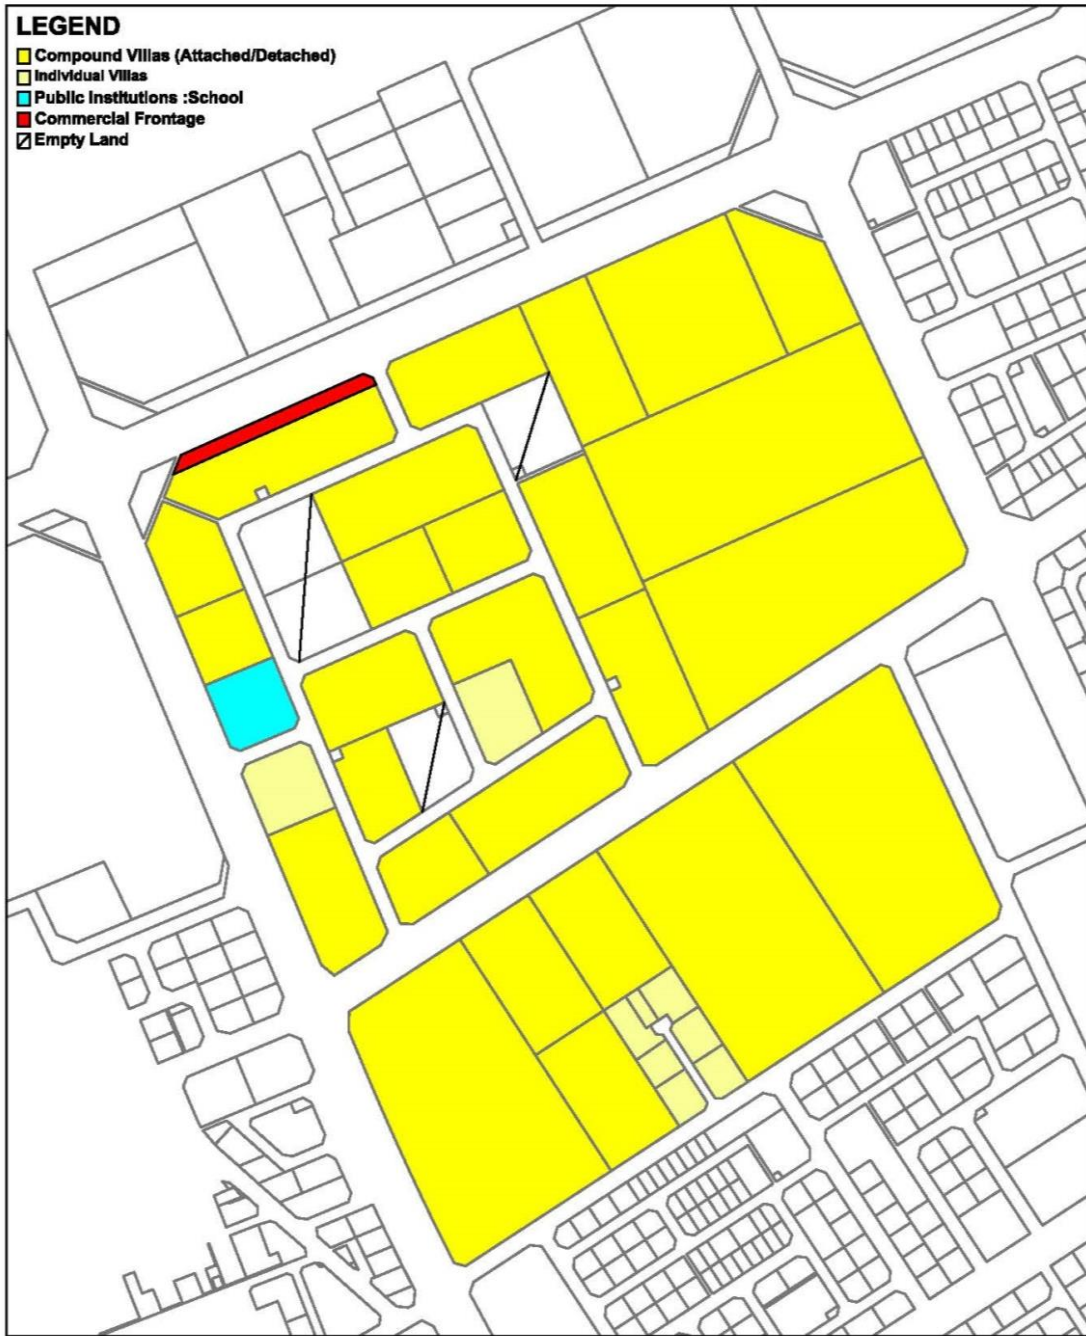 LEGEND
Compound Villas (Attached/Detached)
Individual Villas
Public Institutions :School
Commercial Frontage
Empty Land